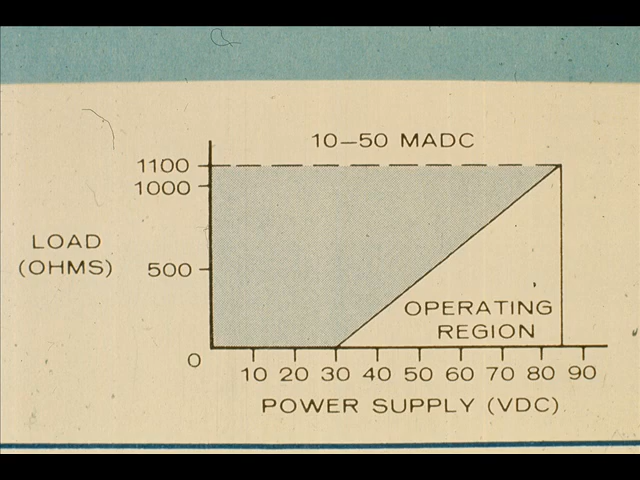 10–50 MADC
1100
1000
LOAD
(OHMS)
500
OPERATING
REGION
0
10 20 30 40 50 60 70 80 90
POWER SUPPLY (VDC)